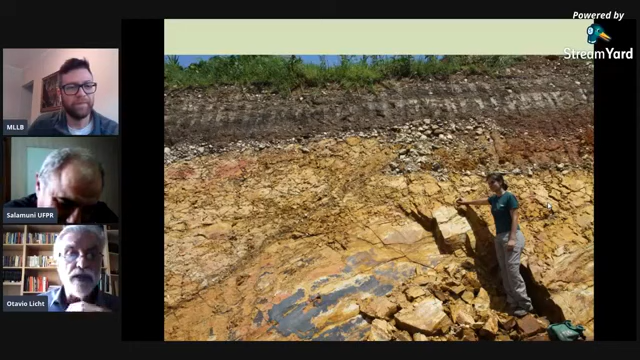 Powered by
StreamYard
MLLB
Salamuni UFPR
Otavio Licht